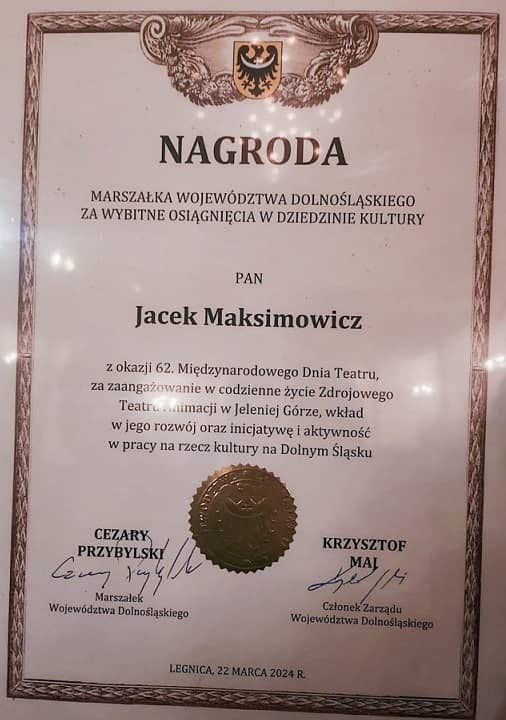 NAGRODA
MARSZAŁKA WOJEWÓDZTWA DOLNOŚLĄSKIEGO
ZA WYBITNE OSIĄGNIĘCIA W DZIEDZINIE KULTURY
PAN
Jacek Maksimowicz
z okazji 62. Międzynarodowego Dnia Teatru,
za zaangażowanie w codzienne życie Zdrojowego
Teatru Animacji w Jeleniej Górze, wkład
w jego rozwój oraz inicjatywę i aktywność
w pracy na rzecz kultury na Dolnym Śląsku
CEZARY
PRZYBYLSKI
Marszałek
Województwa Dolnośląskiego
KRZYSZTOF
MAJ
Członek Zarządu
Województwa Dolnośląskiego
LEGNICA, 22 MARCA 2024 R.